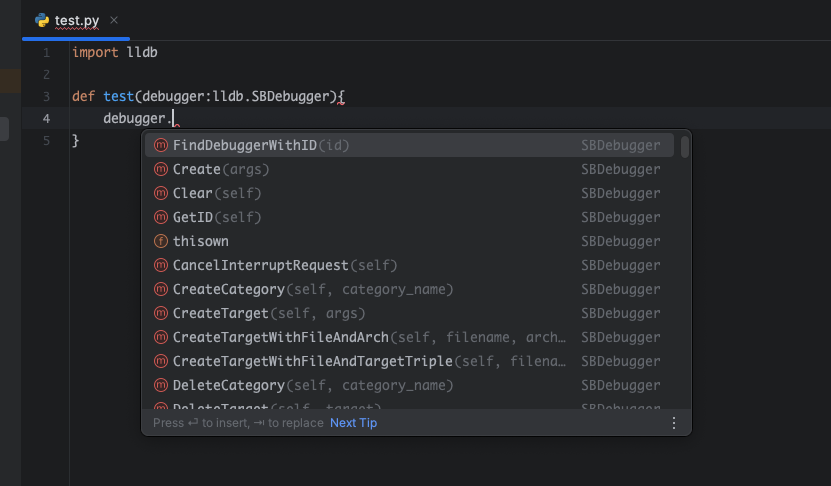 test.py
1 import lldb
2
3 def test(debugger:lldb.SBDebugger){
4 debugger.
5 }
m FindDebuggerWithID(id) SBDebugger
m Create(args) SBDebugger
m Clear(self) SBDebugger
m GetID(self) SBDebugger
f thisown SBDebugger
m CancelInterruptRequest(self) SBDebugger
m CreateCategory(self, category_name) SBDebugger
m CreateTarget(self, args) SBDebugger
m CreateTargetWithFileAndArch(self, filename, arch… SBDebugger
m CreateTargetWithFileAndTargetTriple(self, filena… SBDebugger
m DeleteCategory(self, category_name) SBDebugger
m DeleteTarget(self, target) SBDebugger
Press ⏎ to insert, ⇥ to replace Next Tip